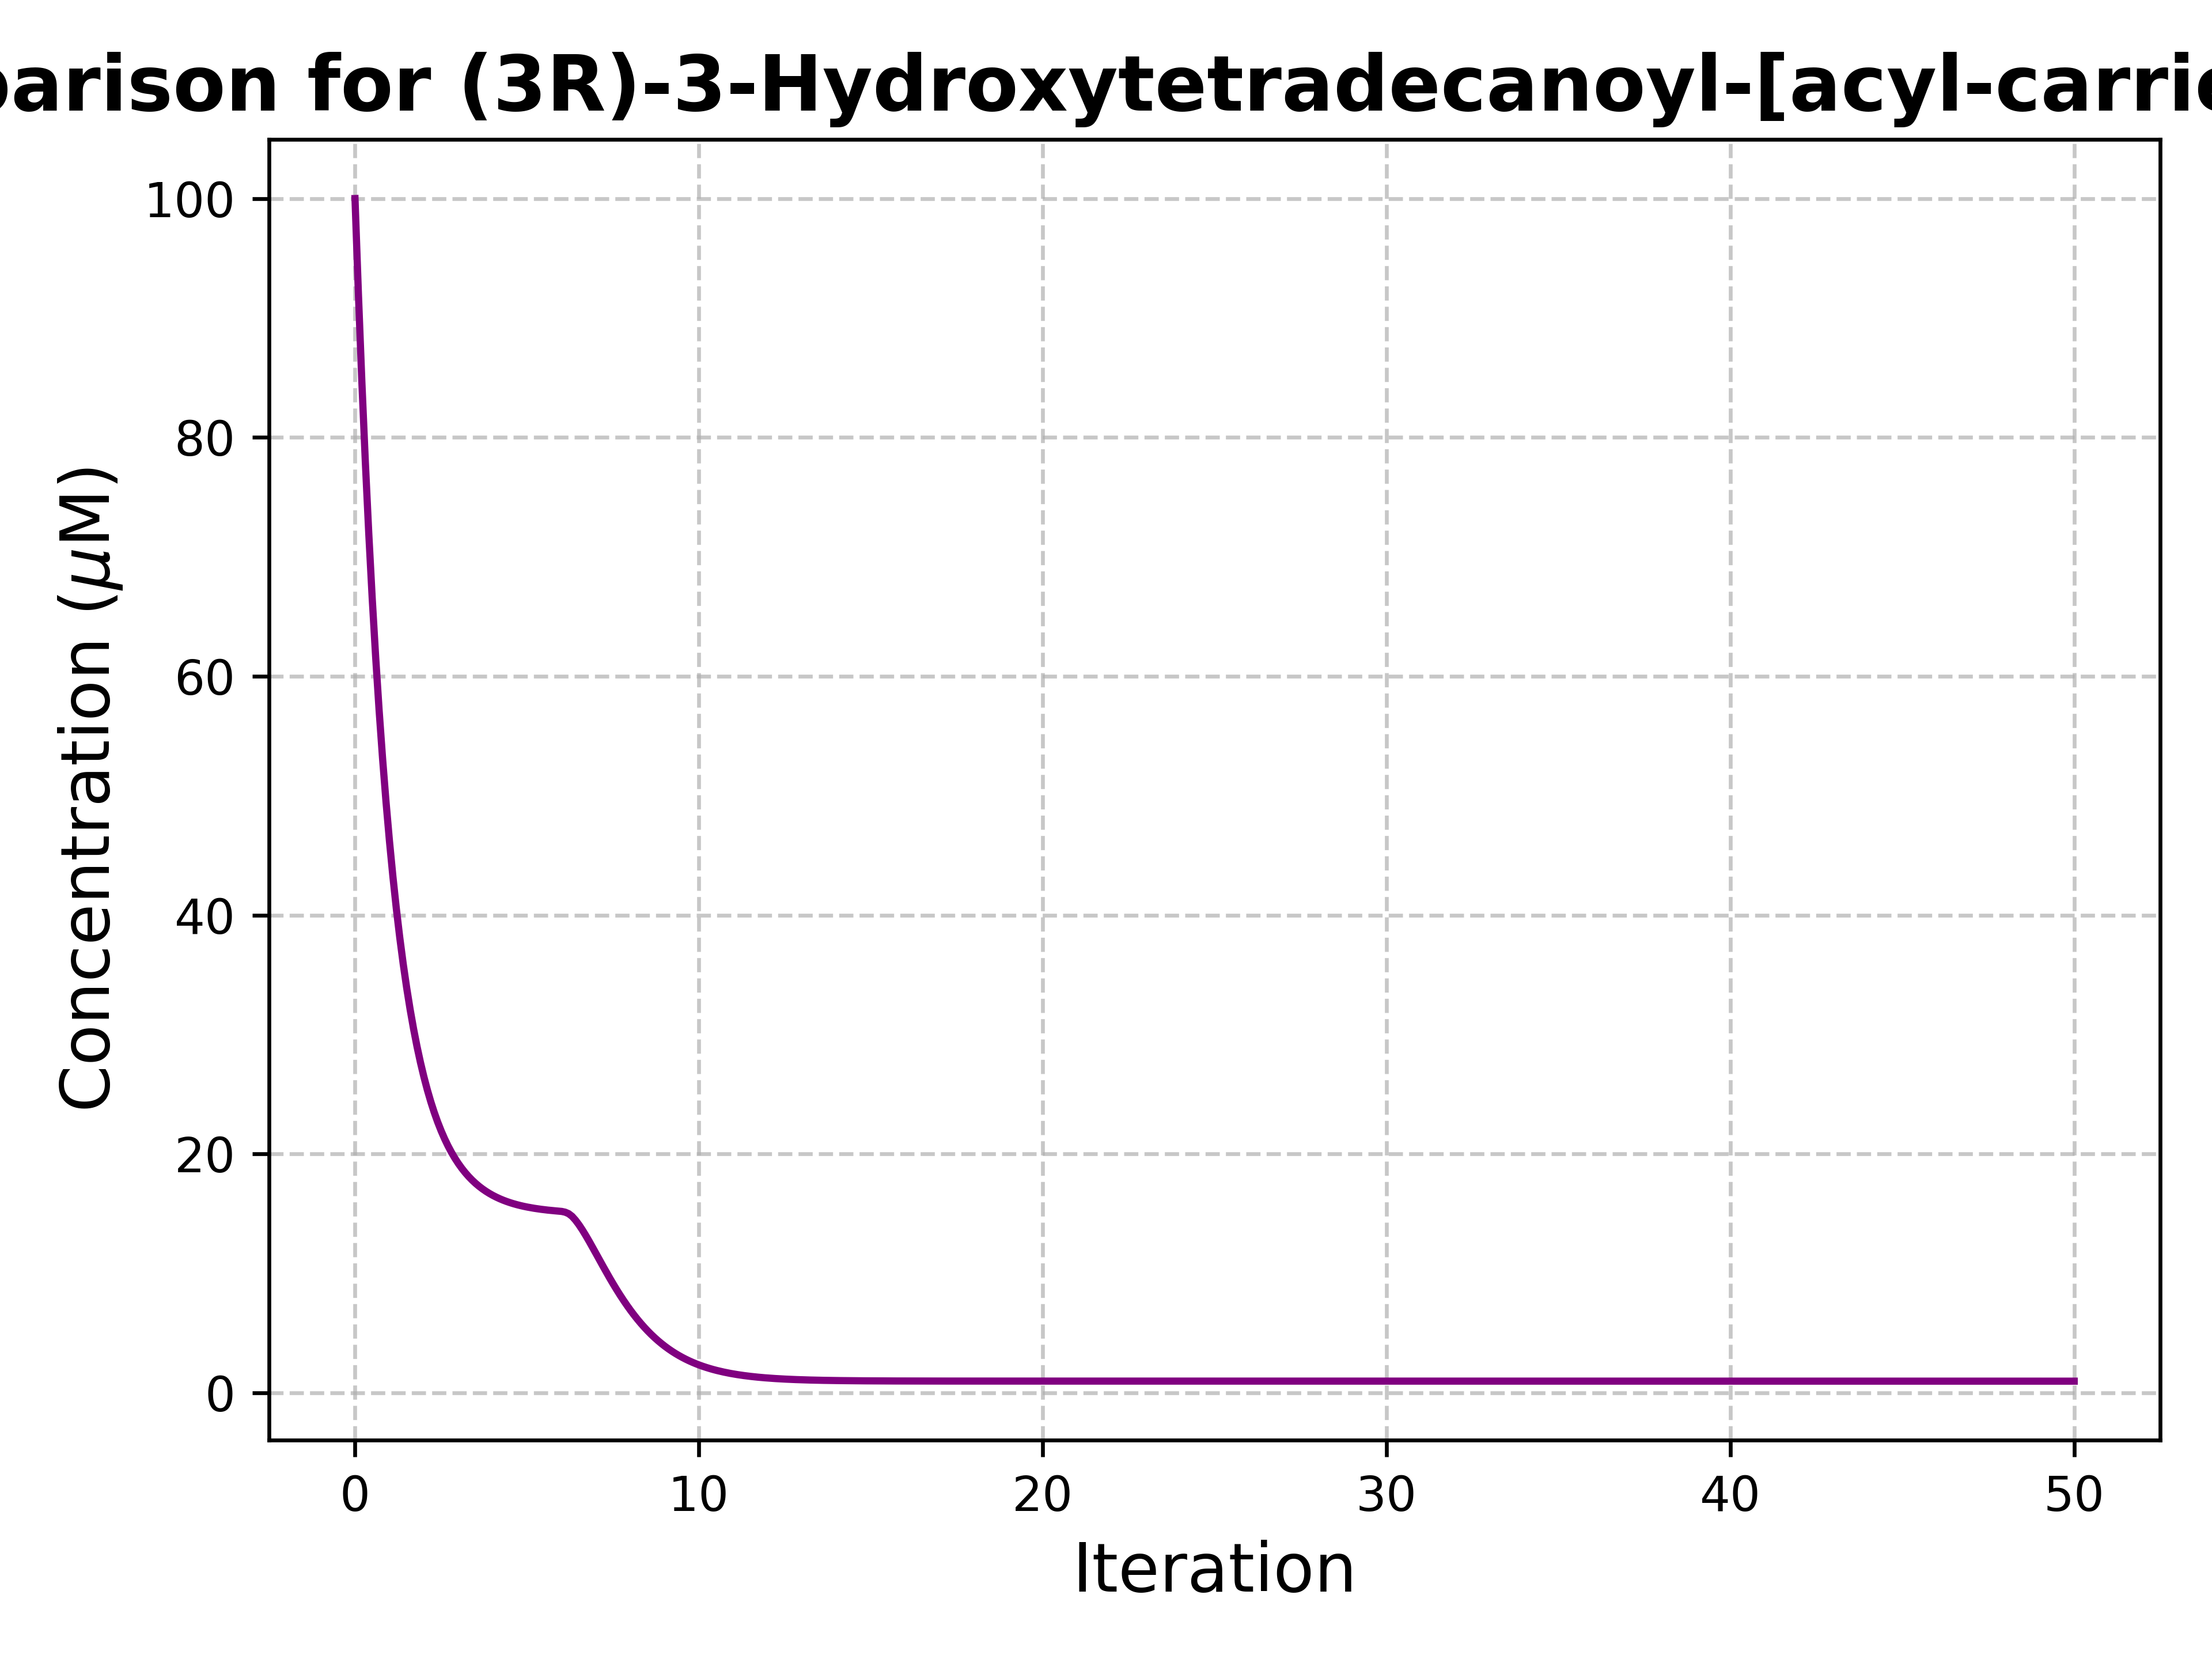 parison for (3R)-3-Hydroxytetradecanoyl-[acyl-carrie
100
80
60
40
20
0
Concentration (μM)
0 10 20 30 40 50
Iteration